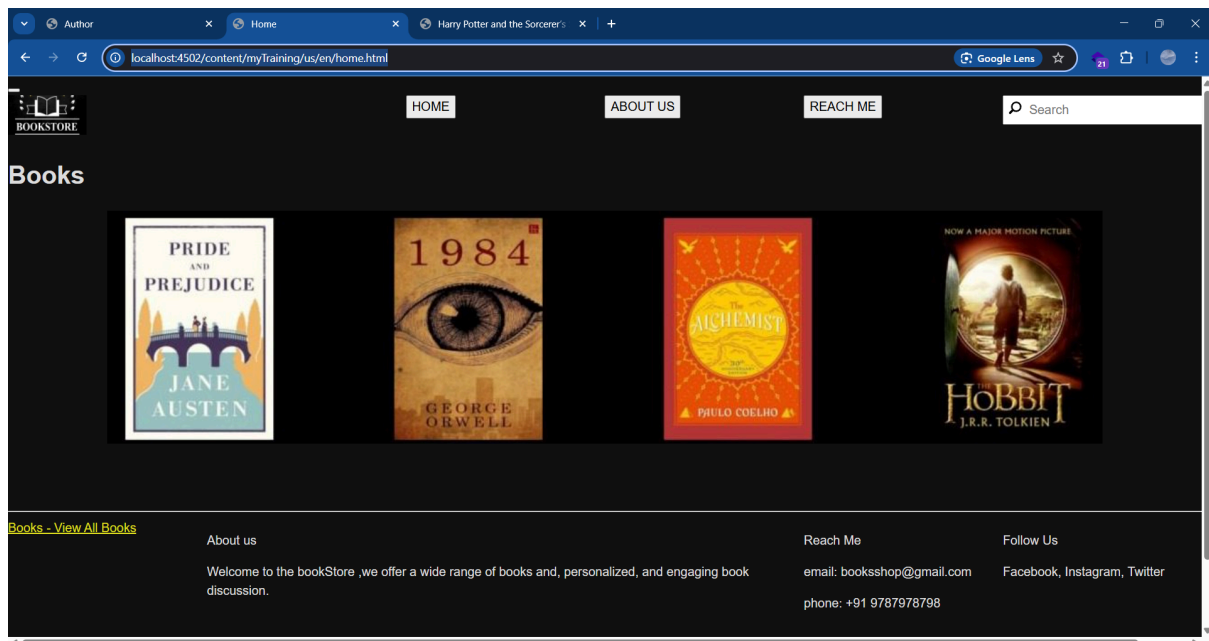 Author
Home
Harry Potter and the Sorcerer's
localhost:4502/content/myTraining/us/en/home.html
Google Lens
21
BOOKSTORE
HOME
ABOUT US
REACH ME
Search
Books
PRIDE
AND
PREJUDICE
JANE
AUSTEN
1984
GEORGE
ORWELL
The
ALCHEMIST
PAULO COELHO
NOW A MAJOR MOTION PICTURE
THE
HOBBIT
J.R.R. TOLKIEN
Books - View All Books
About us
Welcome to the bookStore ,we offer a wide range of books and, personalized, and engaging book
discussion.
Reach Me
email: booksshop@gmail.com
phone: +91 9787978798
Follow Us
Facebook, Instagram, Twitter